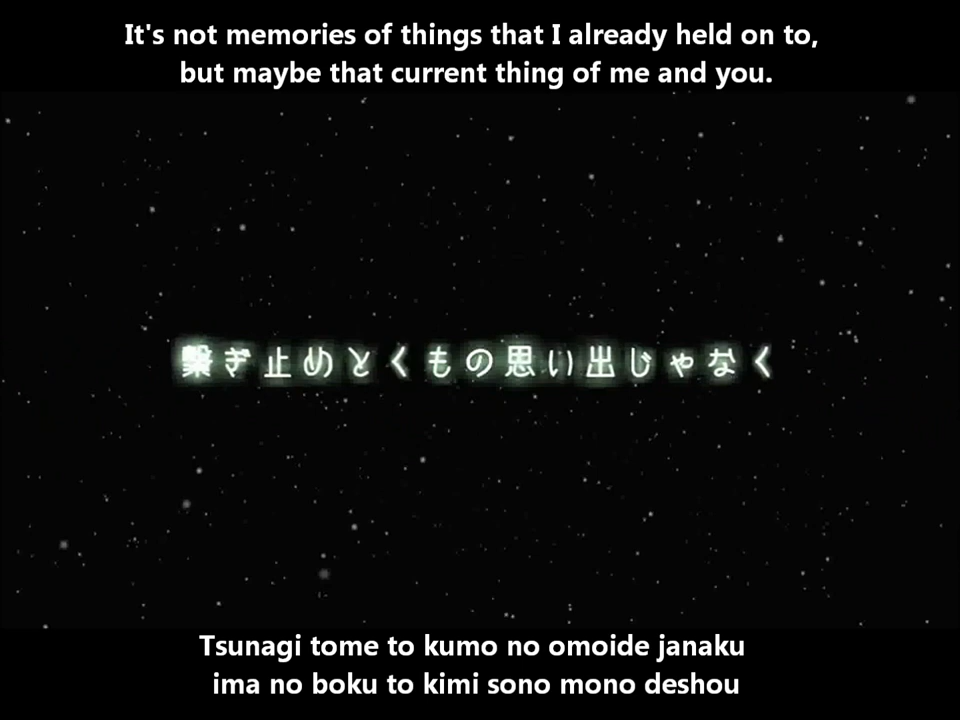 It's not memories of things that I already held on to,
but maybe that current thing of me and you.
繋ぎ止めとくもの思い出じゃなく
Tsunagi tome to kumo no omoide janaku
ima no boku to kimi sono mono deshou